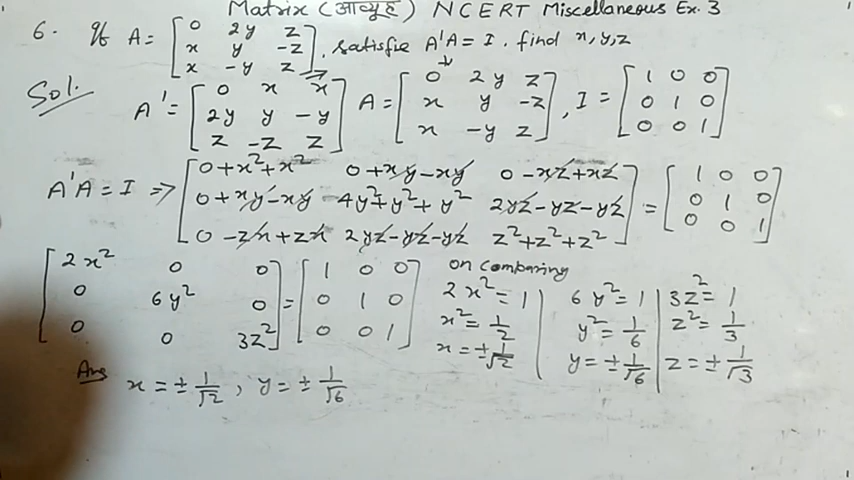 Matrix (आव्यूह) NCERT Miscellaneous Ex. 3
6. If A = [0 2y z; x y -z; x -y z]. satisfie A'A = I. find x, y, z
Sol. A' = [0 x x; 2y y -y; z -z z] A = [0 2y z; x y -z; x -y z], I = [1 0 0; 0 1 0; 0 0 1]
A'A = I ⇒ [0+x²+x² 0+xy-xy 0-xz+xz; 0+xy-xy 4y²+y²+y² 2yz-yz-yz; 0-zx+zx 2yz-yz-yz z²+z²+z²] = [1 0 0; 0 1 0; 0 0 1]
[2x² 0 0; 0 6y² 0; 0 0 3z²] = [1 0 0; 0 1 0; 0 0 1]
on comparing
2x² = 1 | 6y² = 1 | 3z² = 1
x² = 1/2 | y² = 1/6 | z² = 1/3
x = ± 1/√2 | y = ± 1/√6 | z = ± 1/√3
Ans x = ± 1/√2, y = ± 1/√6